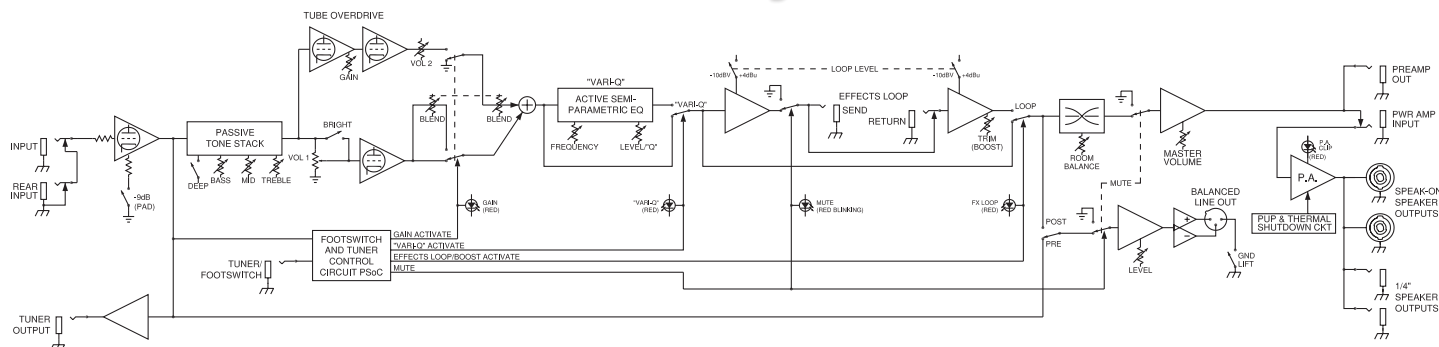 TUBE OVERDRIVE
GAIN
VOL 2
INPUT
REAR
INPUT
-9dB
(PAD)
PASSIVE
TONE STACK
DEEP
BASS
MID
TREBLE
BRIGHT
VOL 1
BLEND
BLEND
"VARI-Q"
ACTIVE SEMI-
PARAMETRIC EQ
FREQUENCY
LEVEL/"Q"
"VARI-Q"
-10dBV
+4dBu
LOOP LEVEL
-10dBV
+4dBu
EFFECTS LOOP
SEND
RETURN
TRIM
(BOOST)
LOOP
ROOM
BALANCE
MASTER
VOLUME
PREAMP
OUT
PWR AMP
INPUT
P.A.
CLIP
(RED)
P.A.
PUP & THERMAL
SHUTDOWN CKT
SPEAK-ON
SPEAKER
OUTPUTS
1/4"
SPEAKER
OUTPUTS
GAIN
(RED)
"VARI-Q"
(RED)
MUTE
(RED BLINKING)
FX LOOP
(RED)
MUTE
POST
PRE
LEVEL
BALANCED
LINE OUT
+
−
GND
LIFT
TUNER/
FOOTSWITCH
FOOTSWITCH
AND TUNER
CONTROL
CIRCUIT PSoC
GAIN ACTIVATE
"VARI-Q" ACTIVATE
EFFECTS LOOP/BOOST ACTIVATE
MUTE
TUNER
OUTPUT